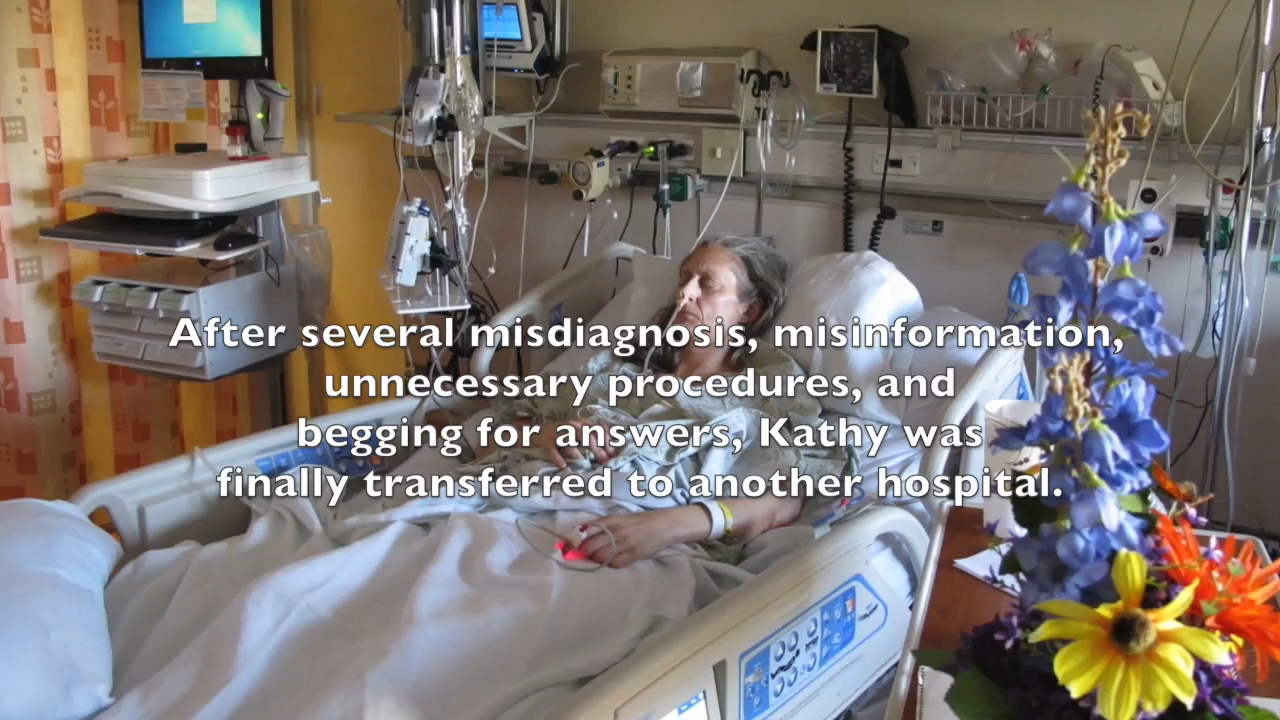 After several misdiagnosis, misinformation,
unnecessary procedures, and
begging for answers, Kathy was
finally transferred to another hospital.